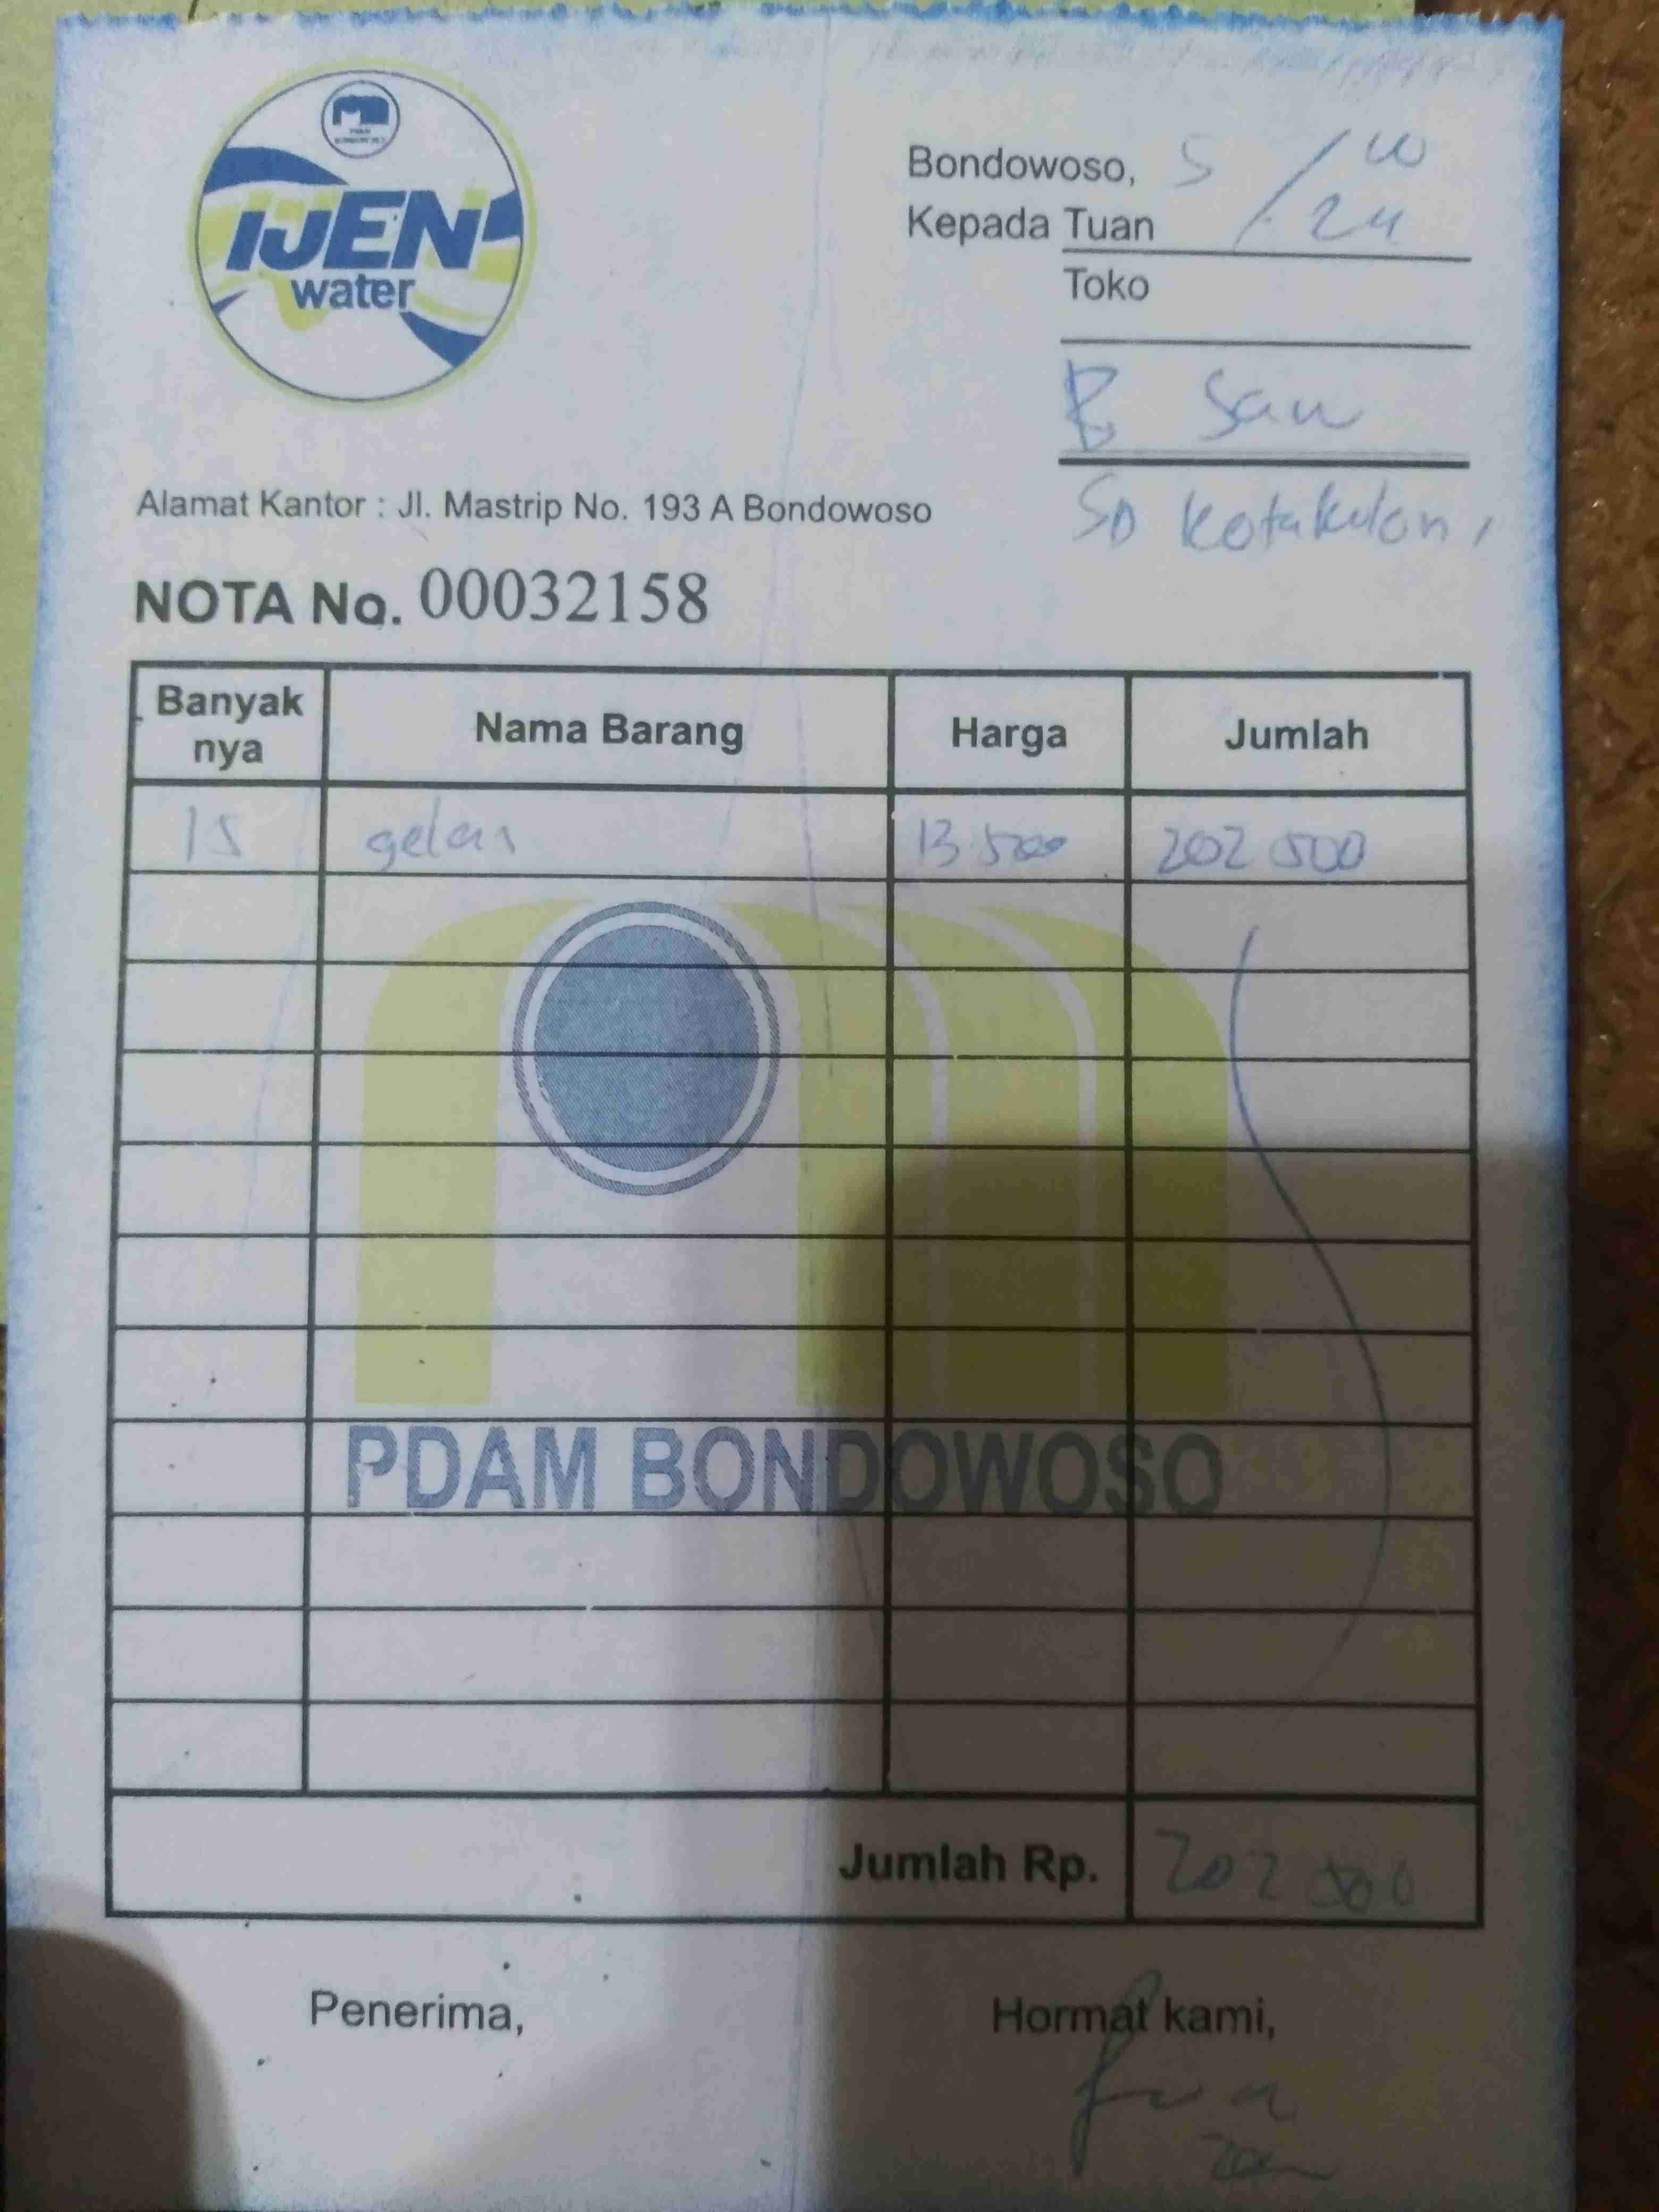 IJEN
water
Bondowoso, 5 / 10
Kepada Tuan 24
Toko
Alamat Kantor : Jl. Mastrip No. 193 A Bondowoso
SD kotakulon 1
NOTA No. 00032158
Banyak nya Nama Barang Harga Jumlah
15 gelas 13.500 202 500
PDAM BONDOWOSO
Jumlah Rp. 202 500
Penerima, Hormat kami,